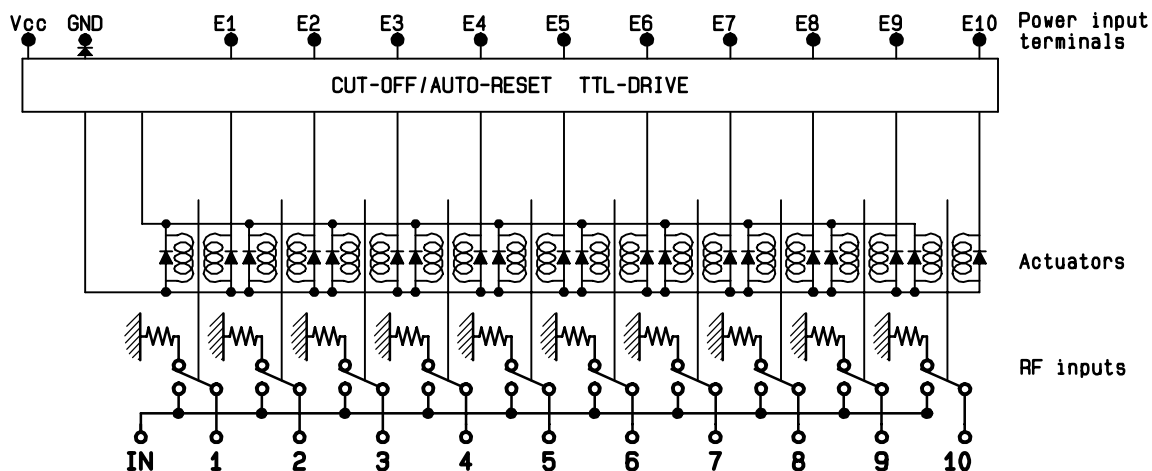 Vcc GND E1 E2 E3 E4 E5 E6 E7 E8 E9 E10 Power input
terminals
CUT-OFF/AUTO-RESET TTL-DRIVE
Actuators
RF inputs
IN 1 2 3 4 5 6 7 8 9 10